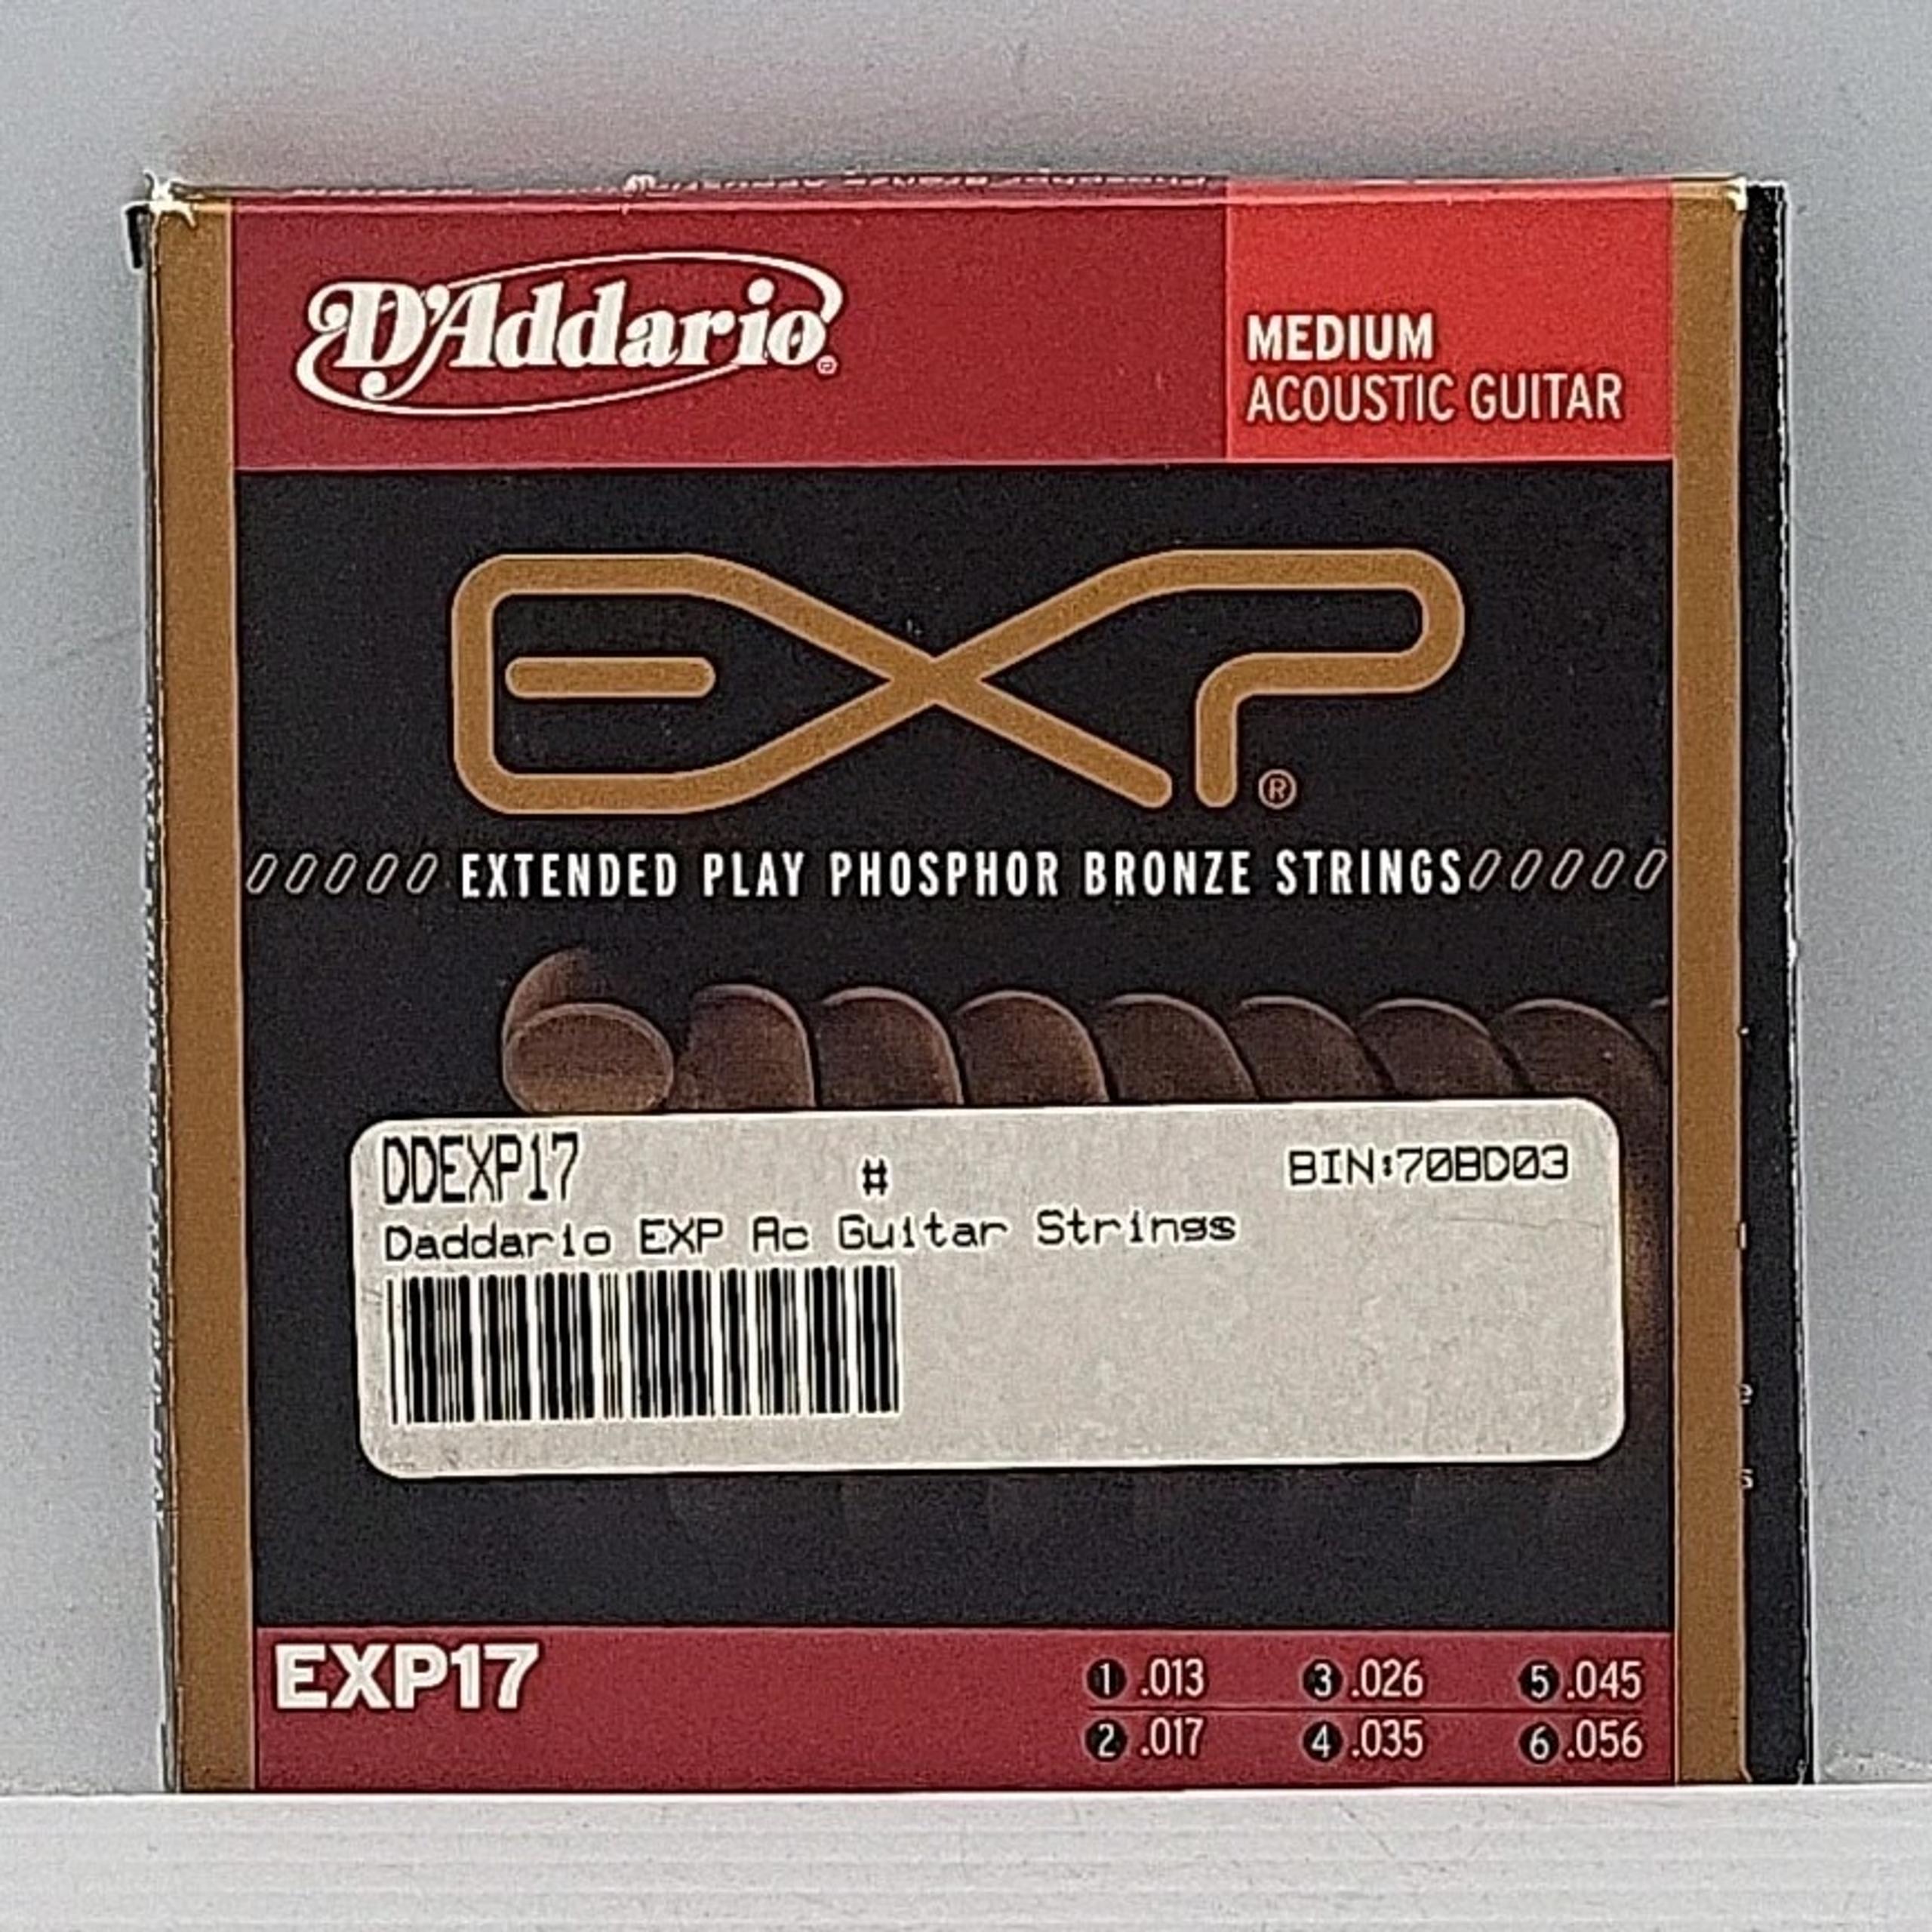 D'Addario®
MEDIUM
ACOUSTIC GUITAR
EXP®
EXTENDED PLAY PHOSPHOR BRONZE STRINGS
DDEXP17 # BIN:70BD03
Daddario EXP Ac Guitar Strings
EXP17
1 .013 3 .026 5 .045
2 .017 4 .035 6 .056